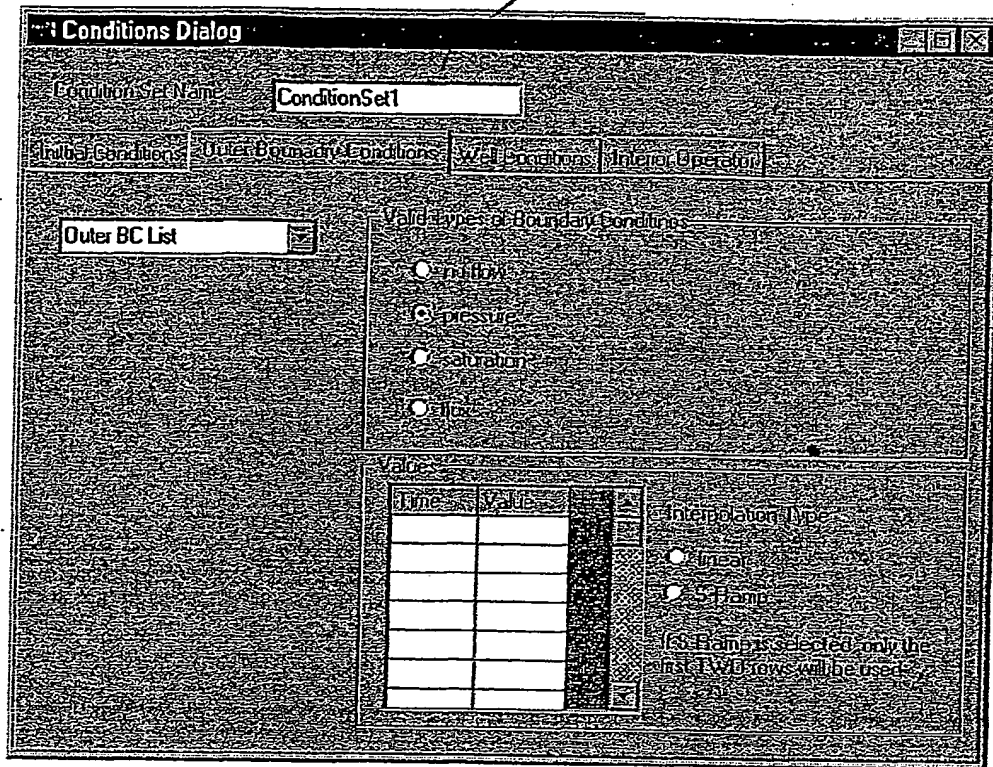 Conditions Dialog
Condition Set Name
ConditionSet1
Initial Conditions
Outer Boundary Conditions
Well Conditions
Interior Operator
Outer BC List
Valid Types of Boundary Conditions
no flow
pressure
saturation
flux
Values
Time
Value
Interpolation Type
linear
S-Ramp
If S-Ramp is selected, only the
first TWO rows will be used.